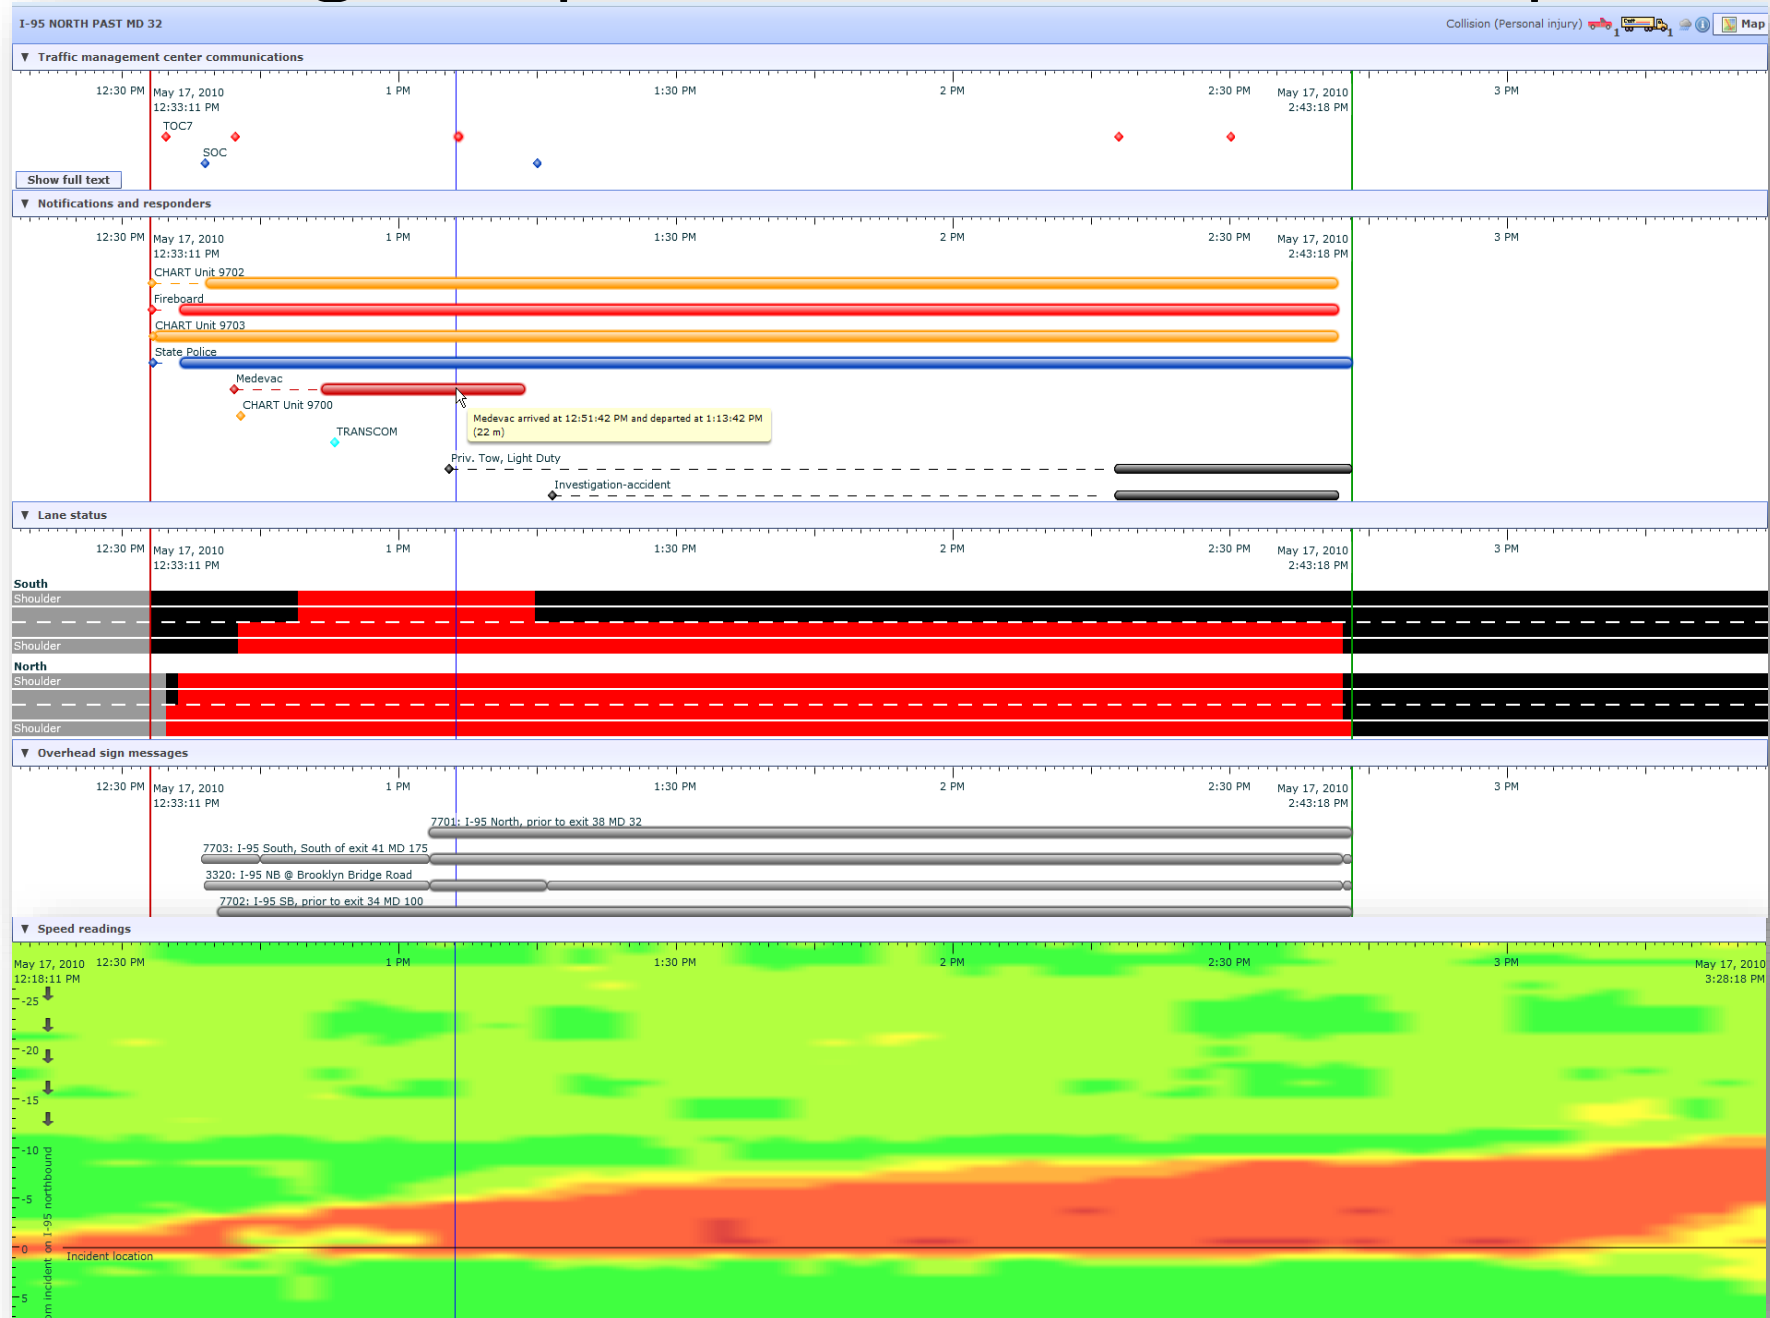 I-95 NORTH PAST MD 32
Collision (Personal injury) 1 1 Map
Traffic management center communications
12:30 PM May 17, 2010 1 PM 1:30 PM 2 PM 2:30 PM May 17, 2010 3 PM
12:33:11 PM 2:43:18 PM
TOC7
SOC
Show full text
Notifications and responders
12:30 PM May 17, 2010 1 PM 1:30 PM 2 PM 2:30 PM May 17, 2010 3 PM
12:33:11 PM 2:43:18 PM
CHART Unit 9702
Fireboard
CHART Unit 9703
State Police
Medevac
CHART Unit 9700
Medevac arrived at 12:51:42 PM and departed at 1:13:42 PM
(22 m)
TRANSCOM
Priv. Tow, Light Duty
Investigation-accident
Lane status
12:30 PM May 17, 2010 1 PM 1:30 PM 2 PM 2:30 PM May 17, 2010 3 PM
12:33:11 PM 2:43:18 PM
South
Shoulder
Shoulder
North
Shoulder
Shoulder
Overhead sign messages
12:30 PM May 17, 2010 1 PM 1:30 PM 2 PM 2:30 PM May 17, 2010 3 PM
12:33:11 PM 2:43:18 PM
7701: I-95 North, prior to exit 38 MD 32
7703: I-95 South, South of exit 41 MD 175
3320: I-95 NB @ Brooklyn Bridge Road
7702: I-95 SB, prior to exit 34 MD 100
Speed readings
May 17, 2010 12:30 PM 1 PM 1:30 PM 2 PM 2:30 PM 3 PM May 17, 2010
12:18:11 PM 3:28:18 PM
-25
-20
-15
-10
-5
0
5
incident on I-95 northbound
Incident location